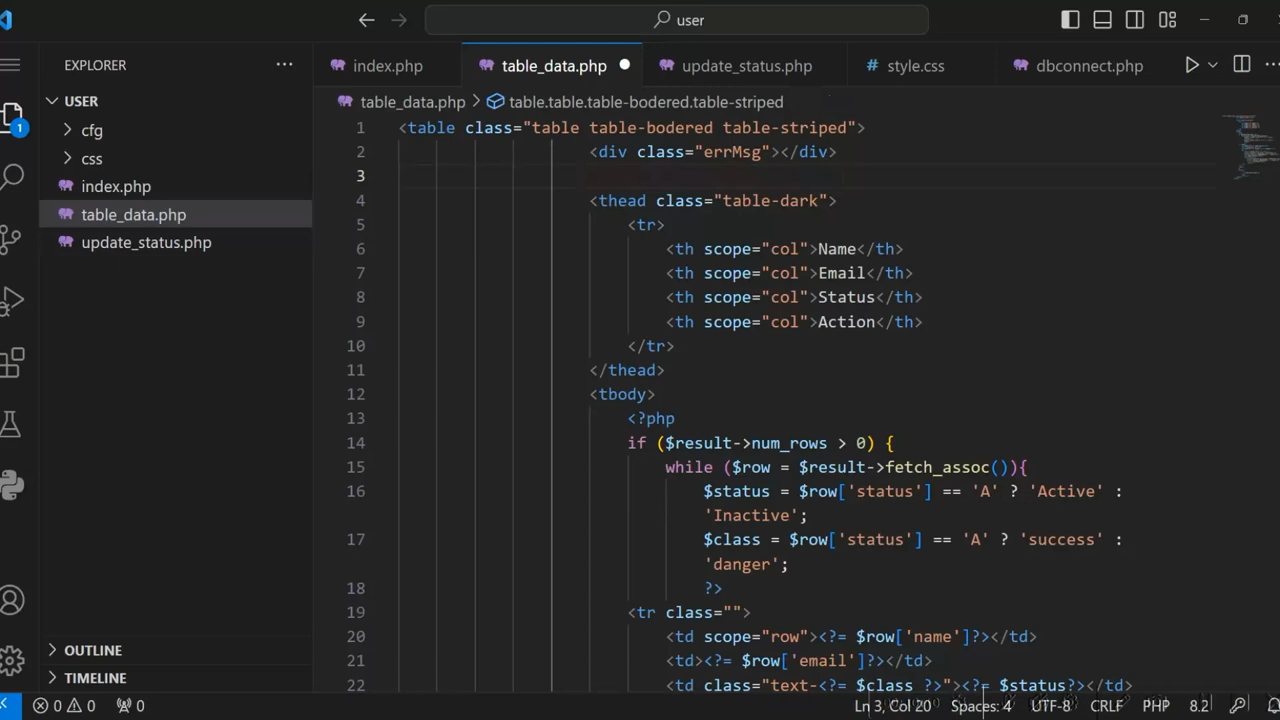 user
EXPLORER
index.php
table_data.php
update_status.php
style.css
dbconnect.php
USER
cfg
css
index.php
table_data.php
update_status.php
OUTLINE
TIMELINE
1
table_data.php > table.table.table-bodered.table-striped
1 <table class="table table-bodered table-striped">
2 <div class="errMsg"></div>
3
4 <thead class="table-dark">
5 <tr>
6 <th scope="col">Name</th>
7 <th scope="col">Email</th>
8 <th scope="col">Status</th>
9 <th scope="col">Action</th>
10 </tr>
11 </thead>
12 <tbody>
13 <?php
14 if ($result->num_rows > 0) {
15 while ($row = $result->fetch_assoc()){
16 $status = $row['status'] == 'A' ? 'Active' :
'Inactive';
17 $class = $row['status'] == 'A' ? 'success' :
'danger';
18 ?>
19 <tr class="">
20 <td scope="row"><?= $row['name']?></td>
21 <td><?= $row['email']?></td>
22 <td class="text-<?= $class ?>"><?= $status?></td>
0 0 0 Ln 3, Col 20 Spaces: 4 UTF-8 CRLF PHP 8.2